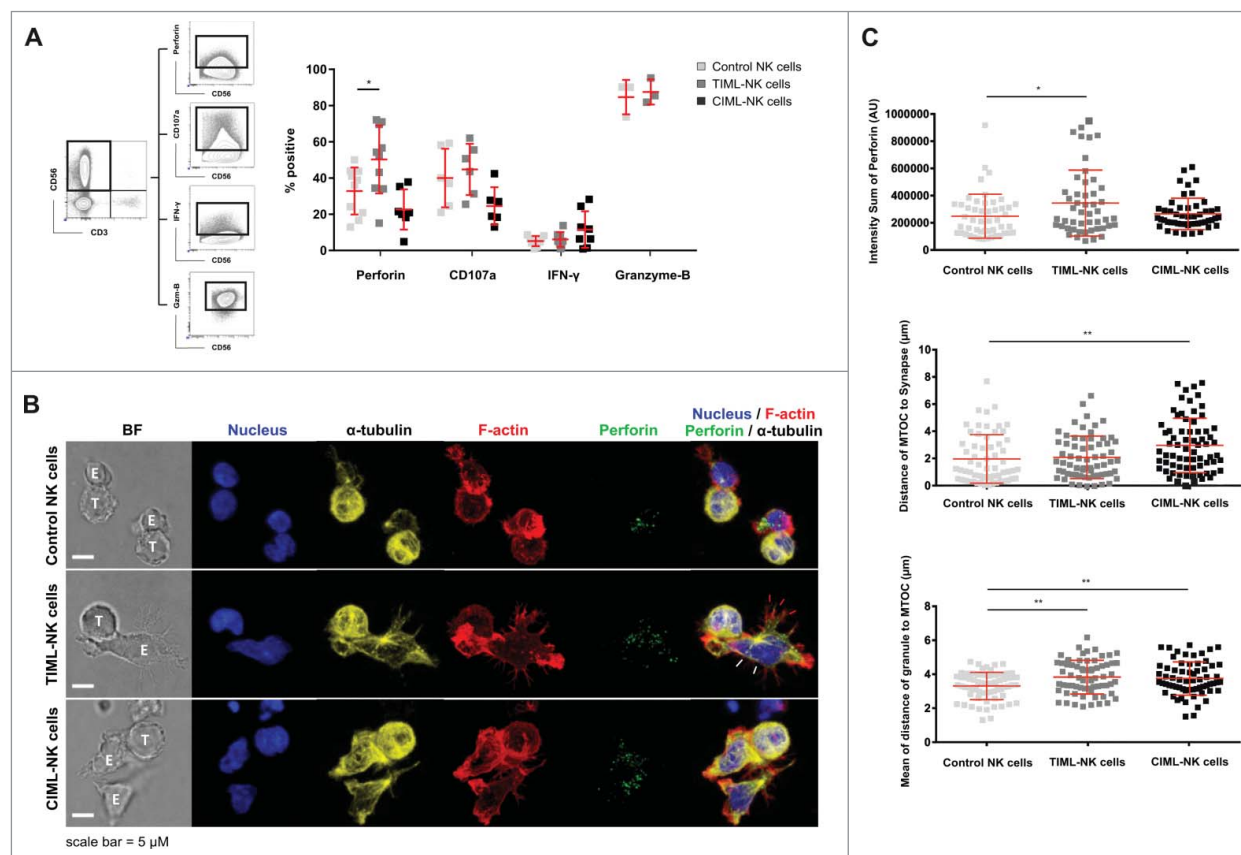 A
Perforin
CD56
CD107a
CD56
CD56
CD3
IFN-γ
CD56
Gzm-B
CD56
% positive
100
80
60
40
20
0
*
Perforin
CD107a
IFN-γ
Granzyme-B
Control NK cells
TIML-NK cells
CIML-NK cells
B
BF
Nucleus
α-tubulin
F-actin
Perforin
Nucleus / F-actin
Perforin / α-tubulin
Control NK cells
E
T
E
T
TIML-NK cells
T
E
CIML-NK cells
T
E
E
scale bar = 5 µM
C
Intensity Sum of Perforin (AU)
1000000
800000
600000
400000
200000
0
*
Control NK cells
TIML-NK cells
CIML-NK cells
Distance of MTOC to Synapse (µm)
10
8
6
4
2
0
**
Control NK cells
TIML-NK cells
CIML-NK cells
Mean of distance of granule to MTOC (µm)
8
6
4
2
0
**
**
Control NK cells
TIML-NK cells
CIML-NK cells